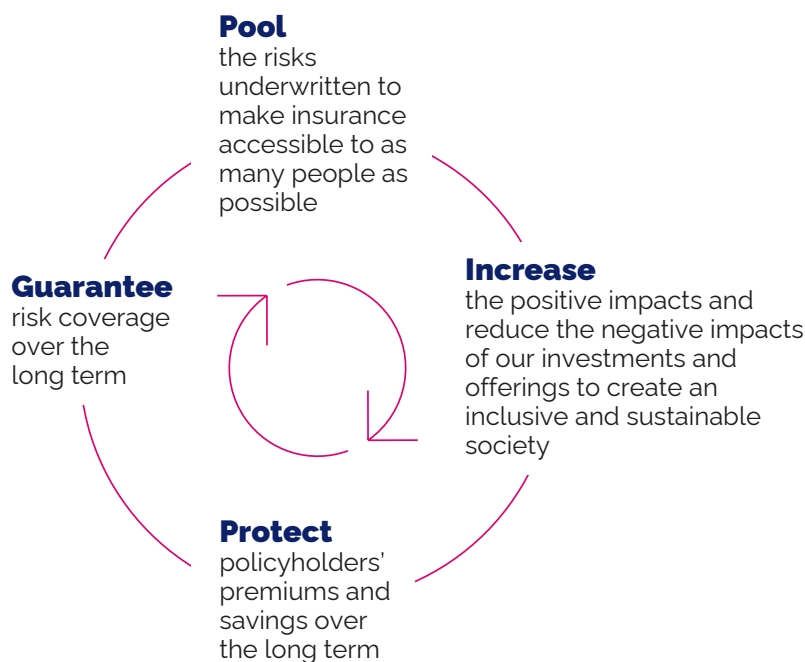 Pool
the risks
underwritten to
make insurance
accessible to as
many people as
possible
Increase
the positive impacts and
reduce the negative impacts
of our investments and
offerings to create an
inclusive and sustainable
society
Protect
policyholders’
premiums and
savings over
the long term
Guarantee
risk coverage
over the
long term